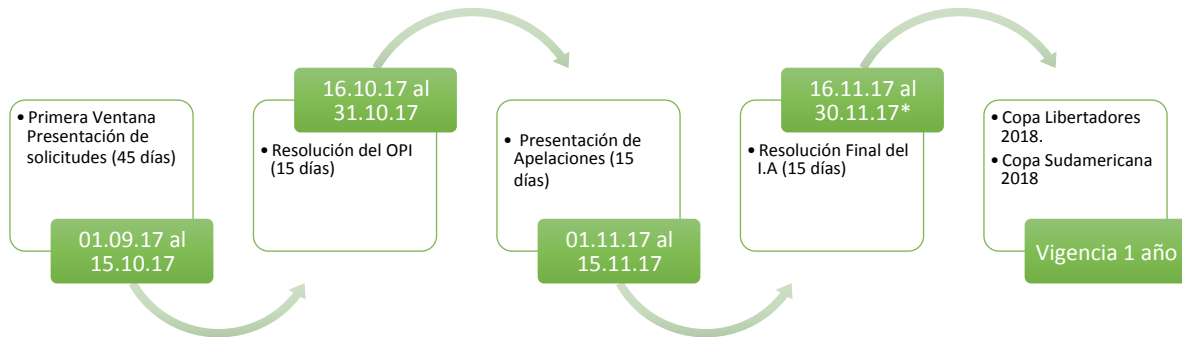 • Primera Ventana
Presentación de
solicitudes (45 días)
01.09.17 al
15.10.17
16.10.17 al
31.10.17
• Resolución del OPI
(15 días)
• Presentación de
Apelaciones (15
días)
01.11.17 al
15.11.17
16.11.17 al
30.11.17*
• Resolución Final del
I.A (15 días)
• Copa Libertadores
2018.
• Copa Sudamericana
2018
Vigencia 1 año